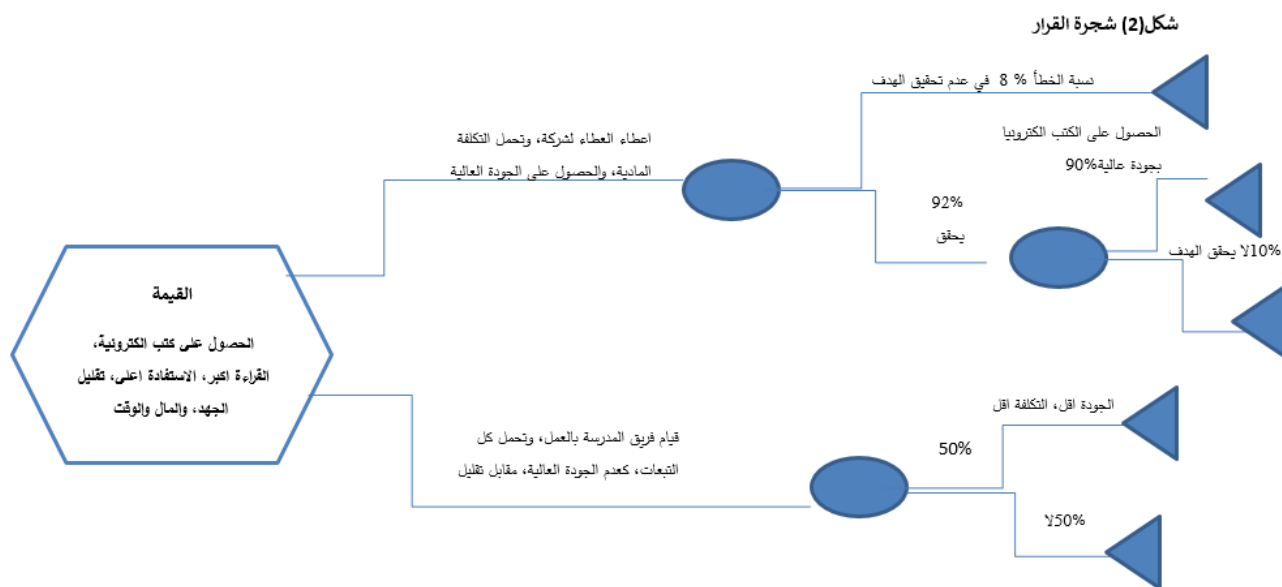 شكل(2) شجرة القرار
نسبة الخطأ % 8 في عدم تحقيق الهدف
اعطاء العطاء لشركة، وتحمل التكلفة
المادية، والحصول على الجودة العالية
الحصول على الكتب الكترونيا
بجودة عالية90%
92%
يحقق
10%لا يحقق الهدف
القيمة
الحصول على كتب الكترونية،
القراءة اكبر، الاستفادة اعلى، تقليل
الجهد، والمال والوقت
الجودة اقل، التكلفة اقل
قيام فريق المدرسة بالعمل، وتحمل كل
التبعات، كعدم الجودة العالية، مقابل تقليل
50%
50%لا